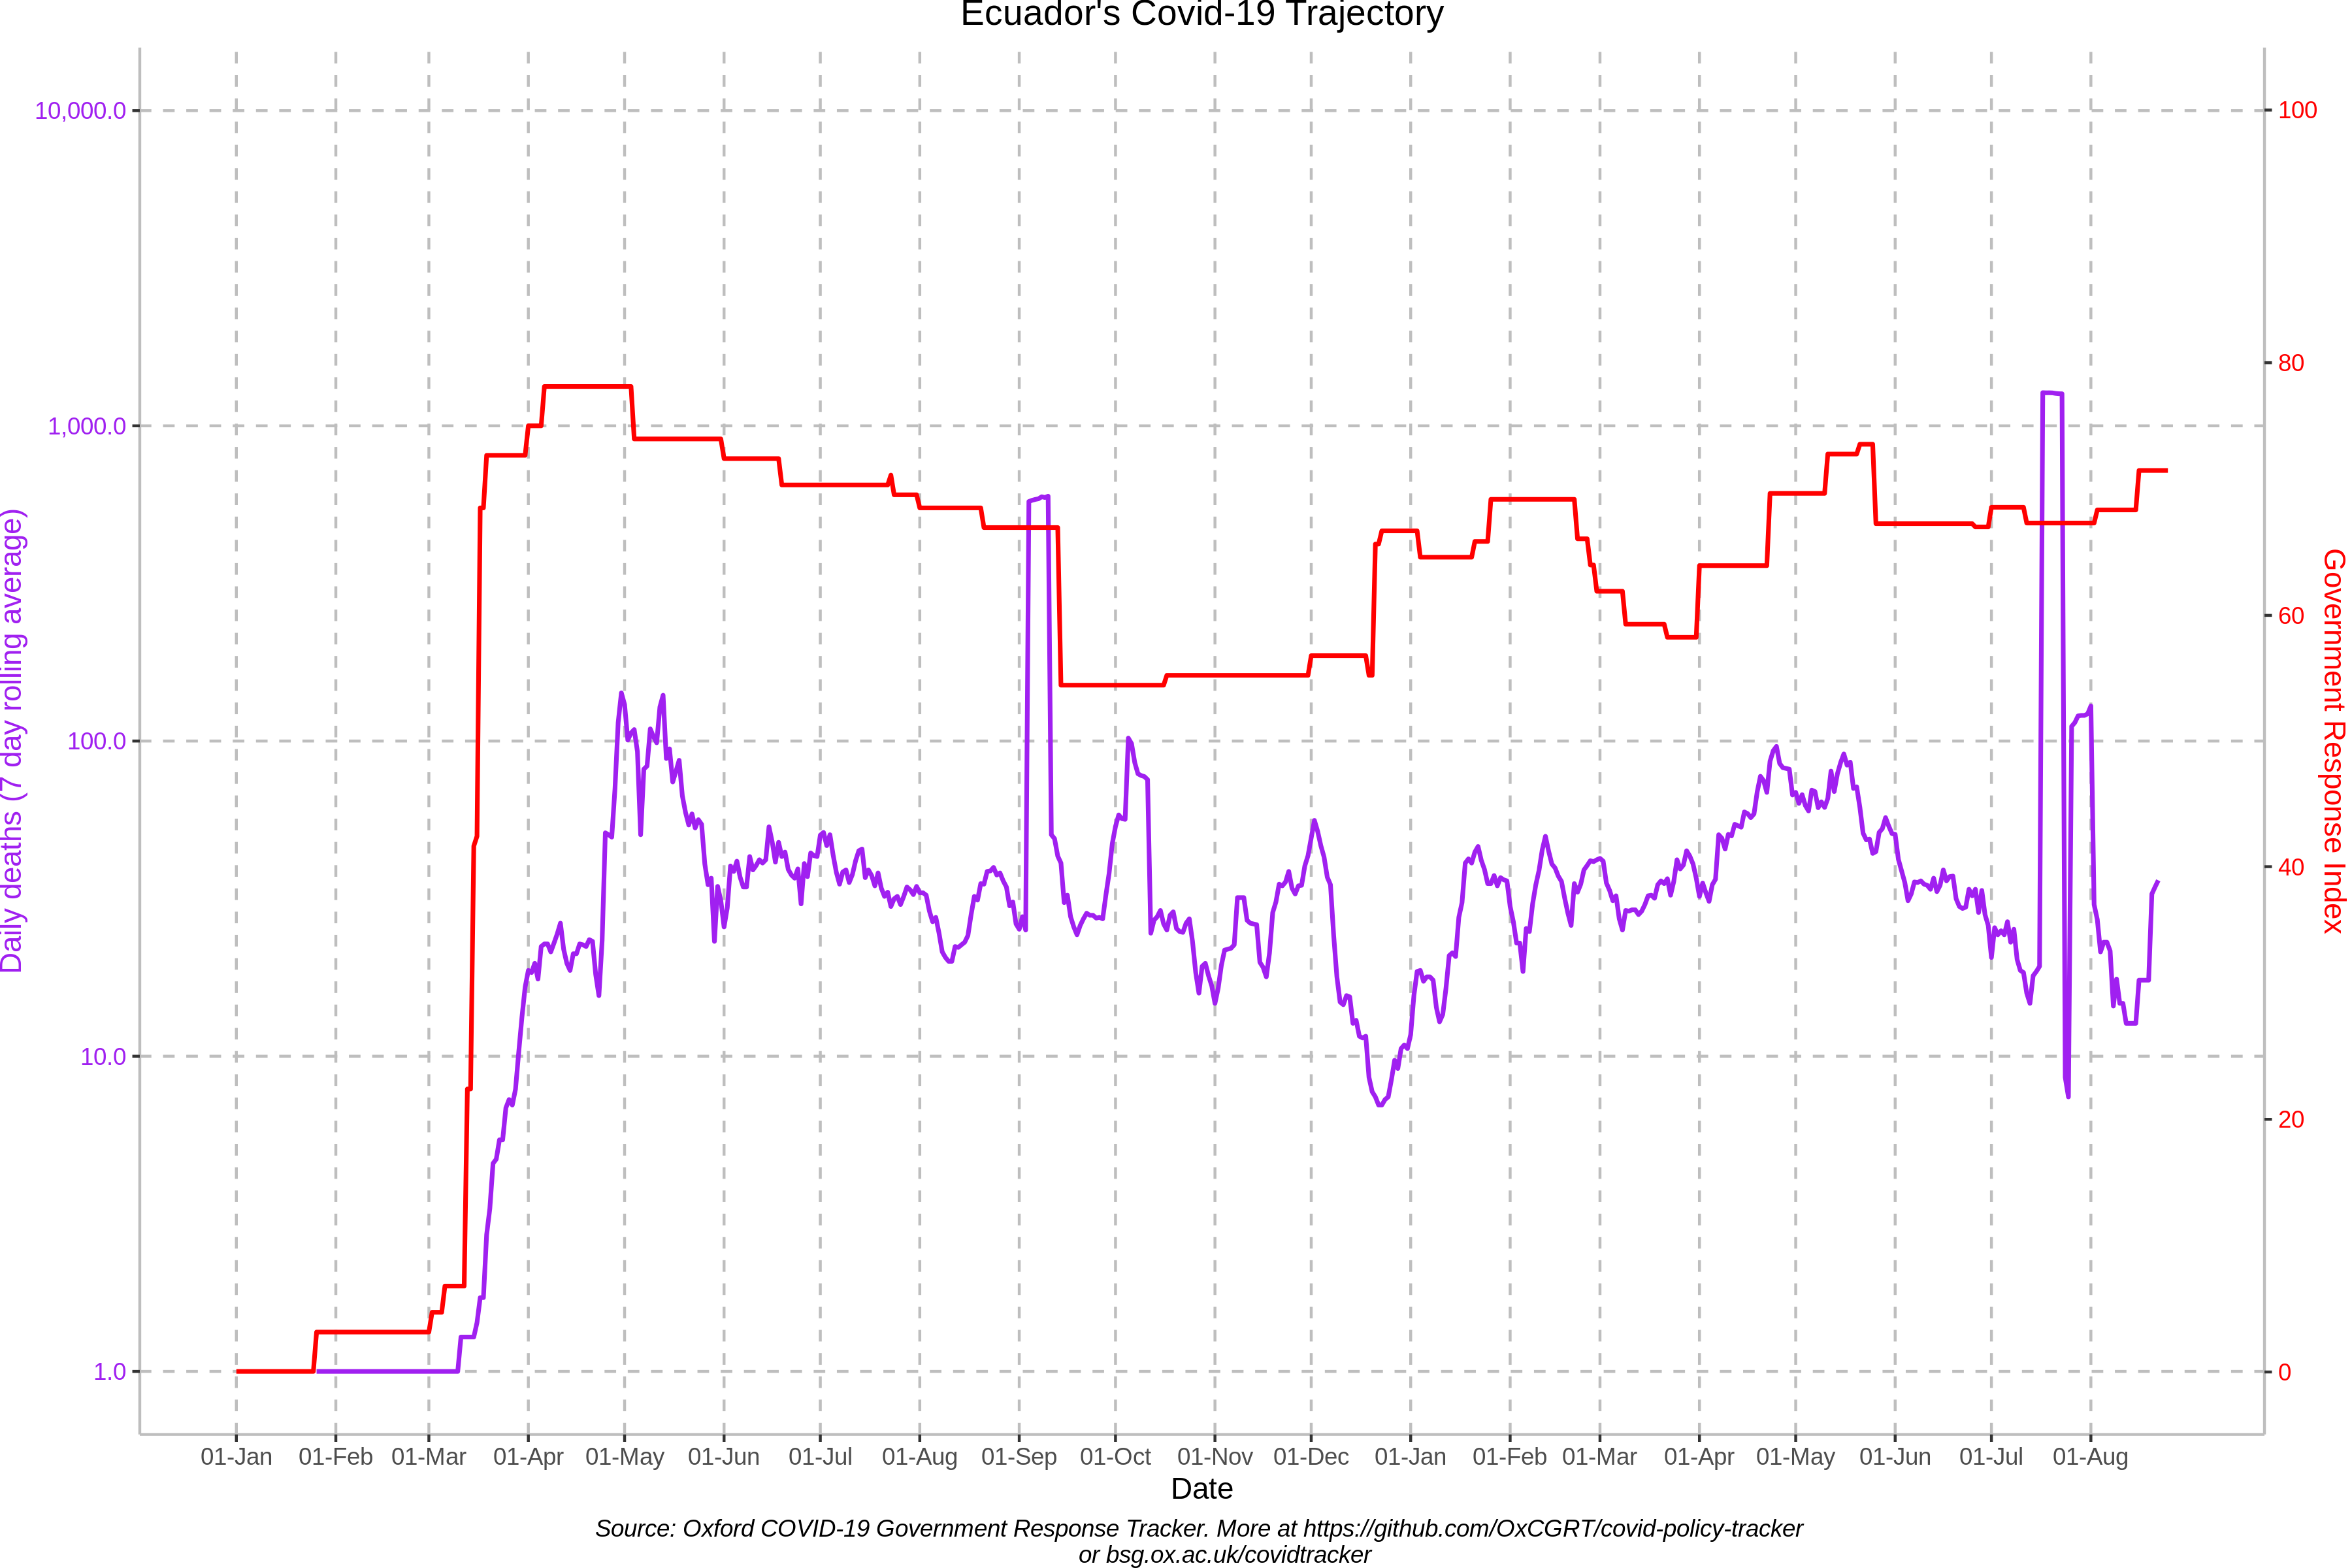 Ecuador's Covid-19 Trajectory
10,000.0
1,000.0
100.0
10.0
1.0
Daily deaths (7 day rolling average)
100
80
60
40
20
0
Government Response Index
01-Jan 01-Feb 01-Mar 01-Apr 01-May 01-Jun 01-Jul 01-Aug 01-Sep 01-Oct 01-Nov 01-Dec 01-Jan 01-Feb 01-Mar 01-Apr 01-May 01-Jun 01-Jul 01-Aug
Date
Source: Oxford COVID-19 Government Response Tracker. More at https://github.com/OxCGRT/covid-policy-tracker
or bsg.ox.ac.uk/covidtracker